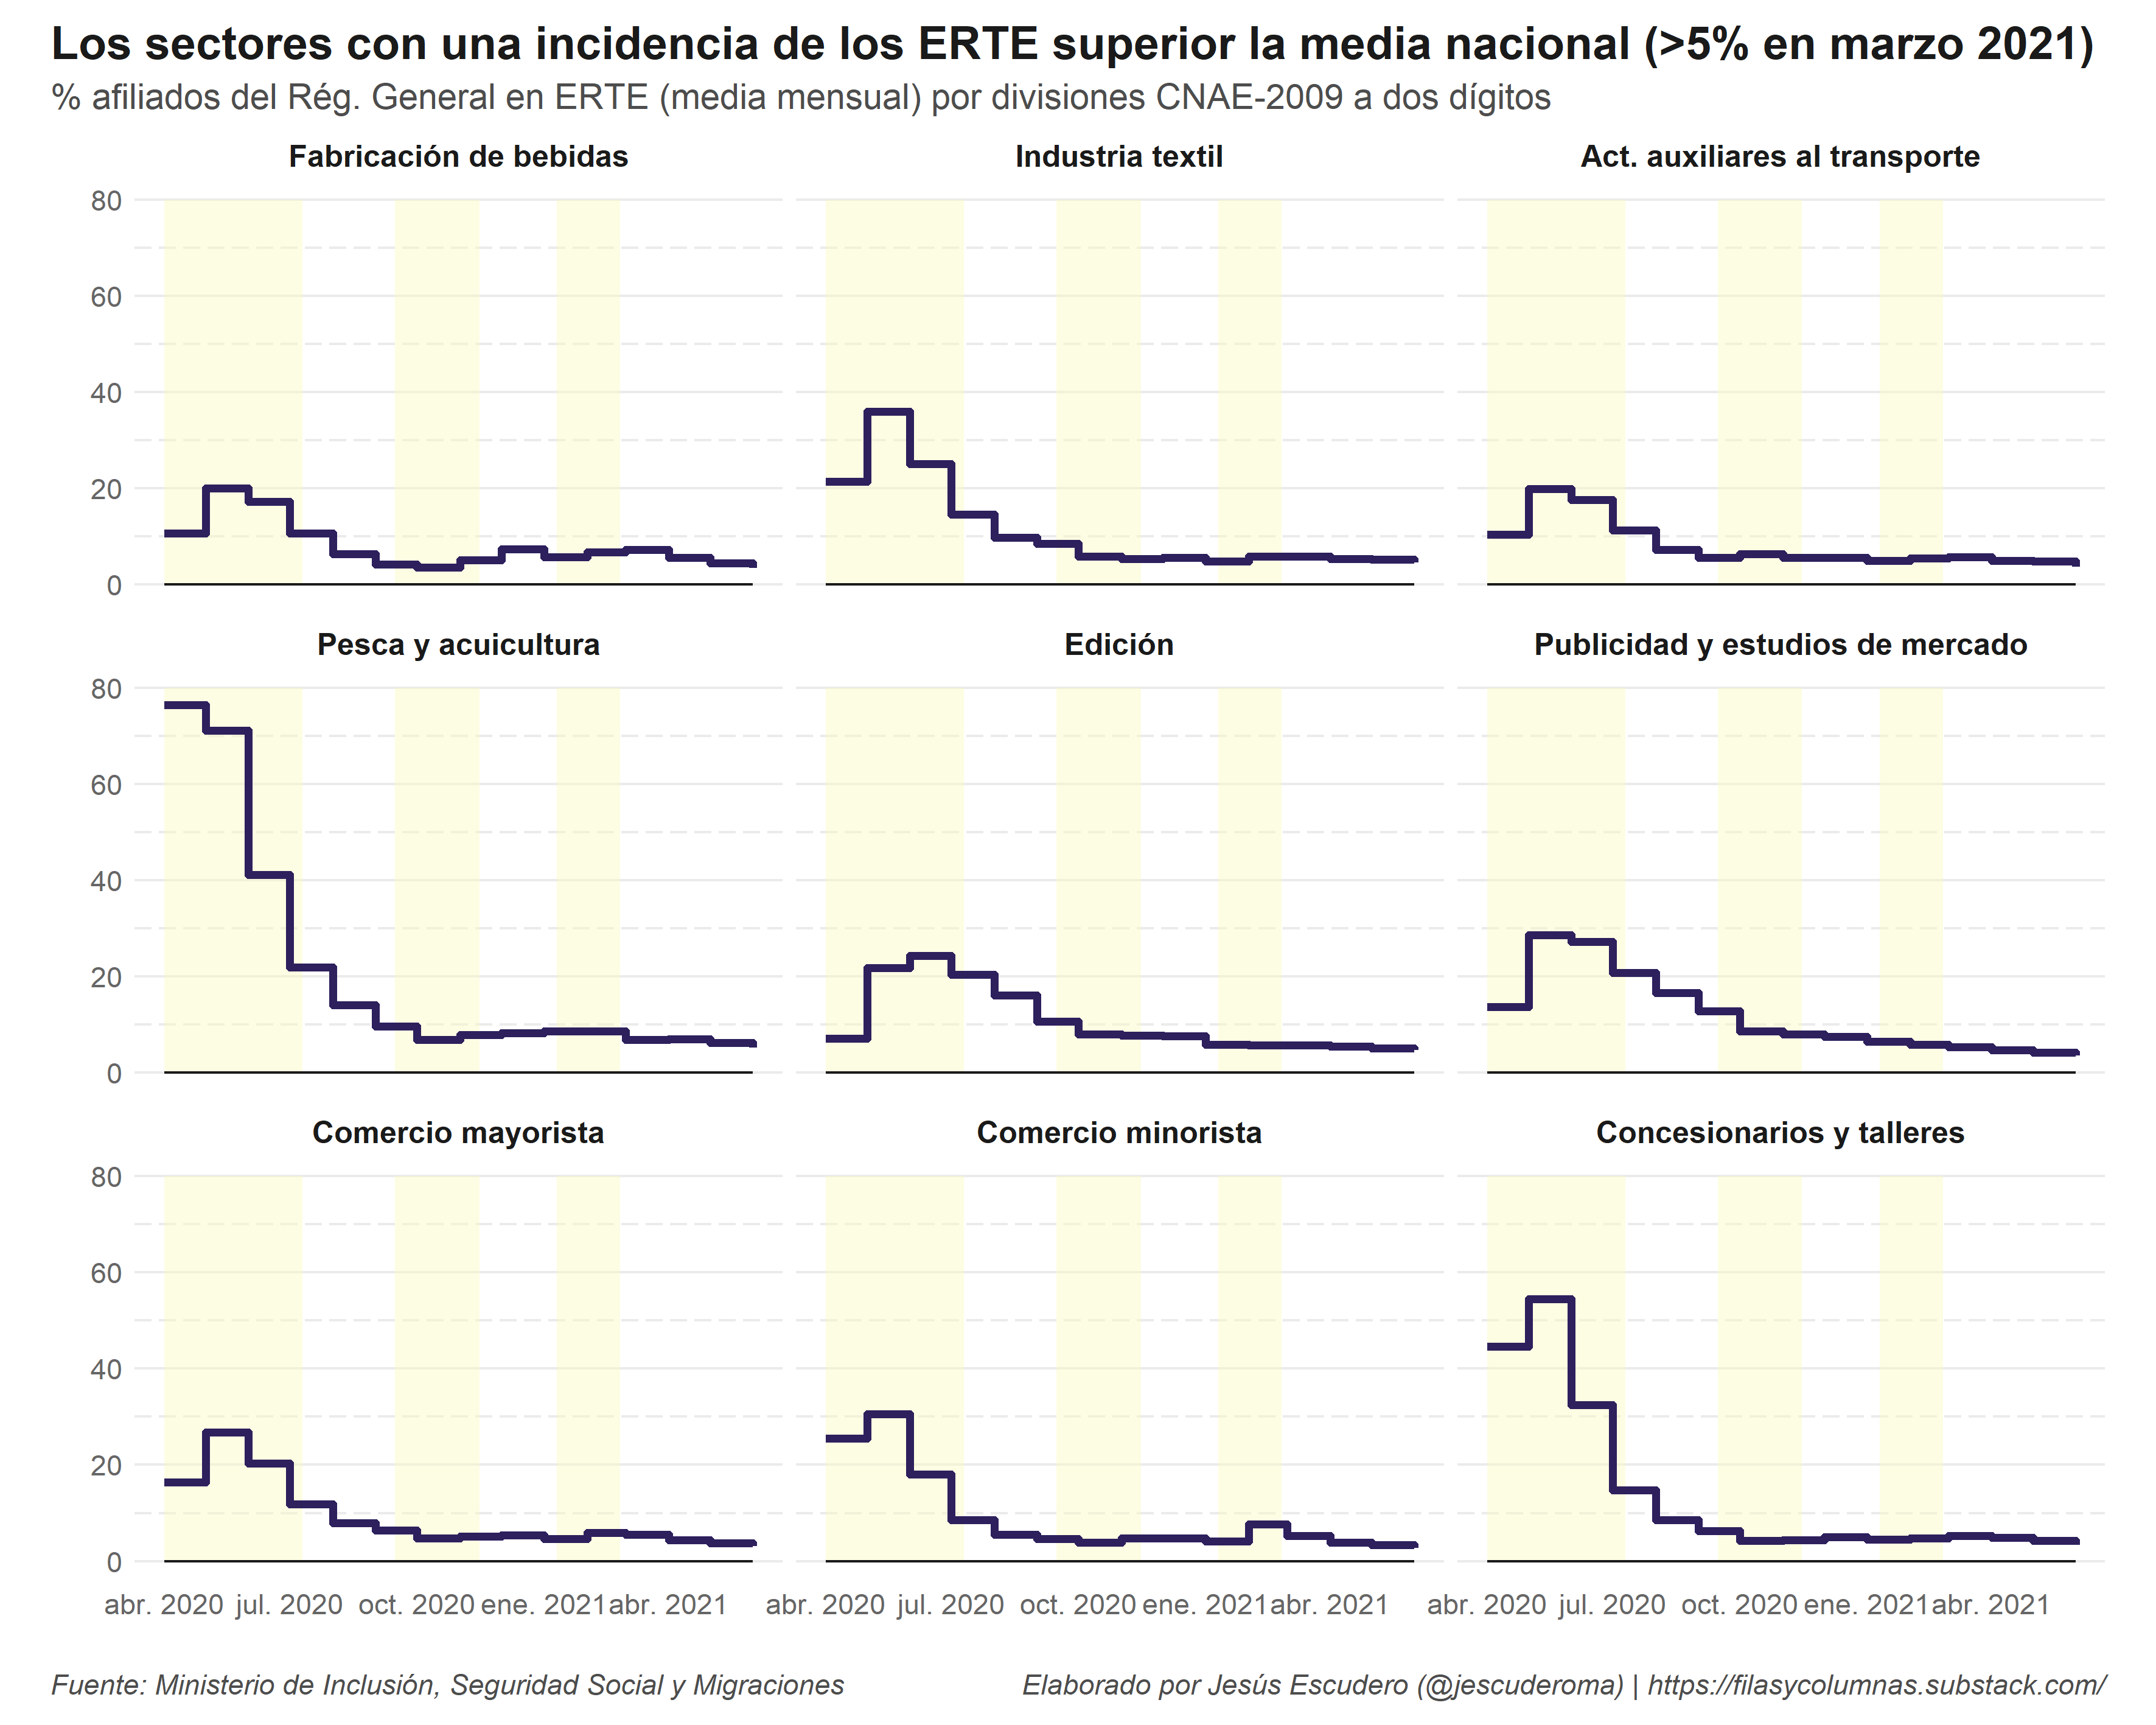 Los sectores con una incidencia de los ERTE superior la media nacional (>5% en marzo 2021)
% afiliados del Rég. General en ERTE (media mensual) por divisiones CNAE-2009 a dos dígitos
Fabricación de bebidas
Industria textil
Act. auxiliares al transporte
80
60
40
20
0
Pesca y acuicultura
Edición
Publicidad y estudios de mercado
80
60
40
20
0
Comercio mayorista
Comercio minorista
Concesionarios y talleres
80
60
40
20
0
abr. 2020 jul. 2020 oct. 2020 ene. 2021 abr. 2021
abr. 2020 jul. 2020 oct. 2020 ene. 2021 abr. 2021
abr. 2020 jul. 2020 oct. 2020 ene. 2021 abr. 2021
Fuente: Ministerio de Inclusión, Seguridad Social y Migraciones
Elaborado por Jesús Escudero (@jescuderoma) | https://filasycolumnas.substack.com/